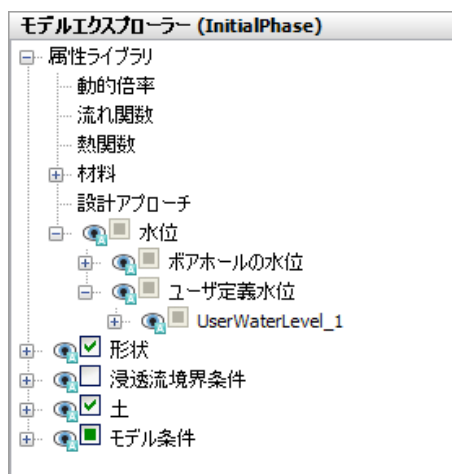 モデルエクスプローラー (InitialPhase)
属性ライブラリ
動的倍率
流れ関数
熱関数
材料
設計アプローチ
水位
ボアホールの水位
ユーザ定義水位
UserWaterLevel_1
形状
浸透流境界条件
土
モデル条件